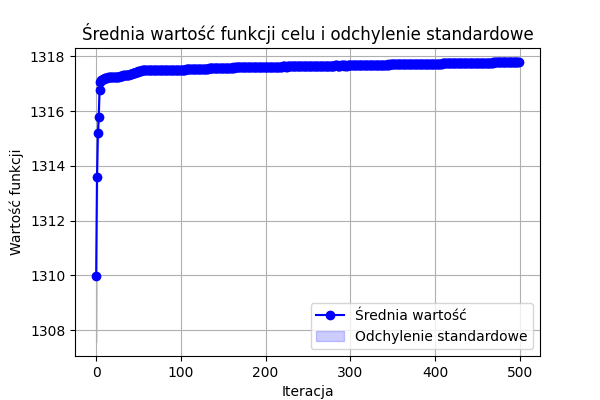 Średnia wartość funkcji celu i odchylenie standardowe
1318
1316
1314
1312
1310
1308
Wartość funkcji
0 100 200 300 400 500
Iteracja
Średnia wartość
Odchylenie standardowe